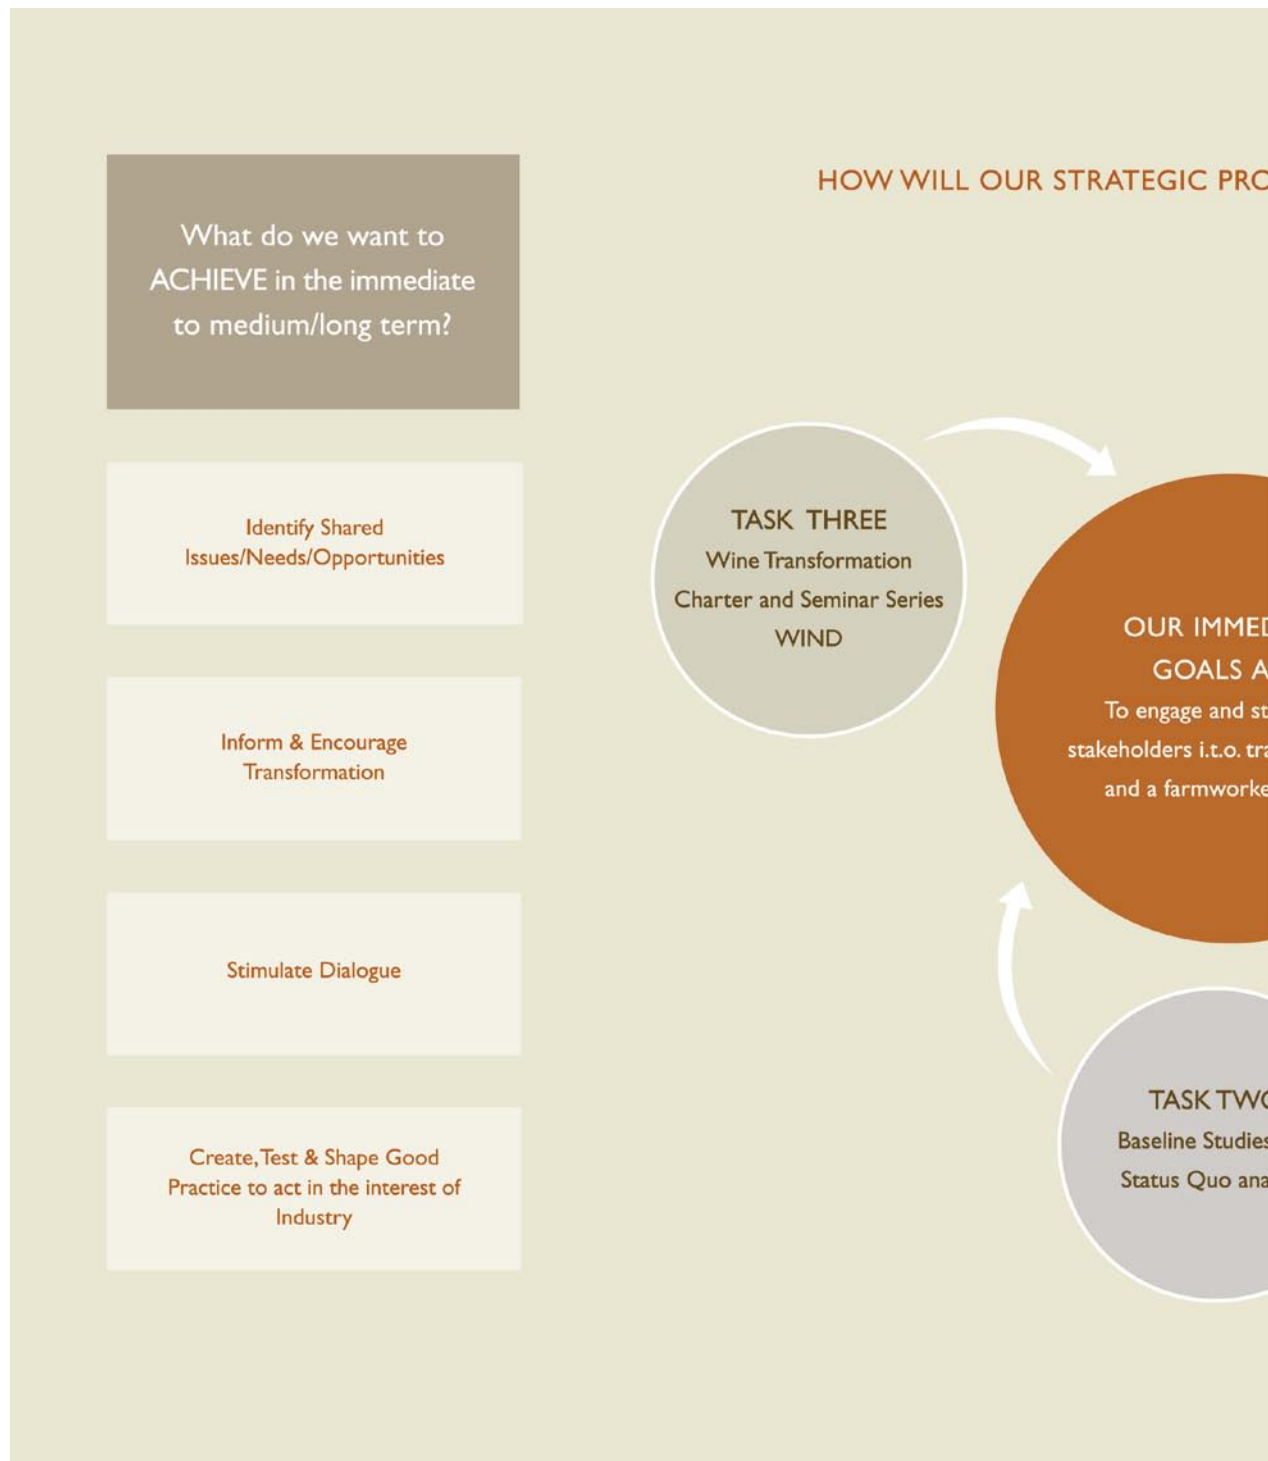 What do we want to
ACHIEVE in the immediate
to medium/long term?
Identify Shared
Issues/Needs/Opportunities
Inform & Encourage
Transformation
Stimulate Dialogue
Create, Test & Shape Good
Practice to act in the interest of
Industry
HOW WILL OUR STRATEGIC
TASK THREE
Wine Transformation
Charter and Seminar Series
WIND
OUR
GOALS
To engage and
stakeholders i.t.o.
and a
TASK TWO
Baseline Studies
Status Quo